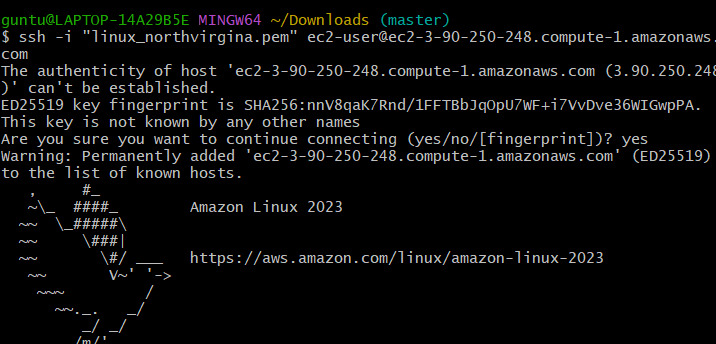 guntu@LAPTOP-14A29B5E MINGW64 ~/Downloads (master)
$ ssh -i "linux_northvirgina.pem" ec2-user@ec2-3-90-250-248.compute-1.amazonaws.
com
The authenticity of host 'ec2-3-90-250-248.compute-1.amazonaws.com (3.90.250.248
)' can't be established.
ED25519 key fingerprint is SHA256:nnV8qaK7Rnd/1FFTBbJqOpU7WF+i7VvDve36WIGwpPA.
This key is not known by any other names
Are you sure you want to continue connecting (yes/no/[fingerprint])? yes
Warning: Permanently added 'ec2-3-90-250-248.compute-1.amazonaws.com' (ED25519)
to the list of known hosts.
   ,     #_
   ~\_  ####_        Amazon Linux 2023
  ~~  \_#####\
  ~~     \###|
  ~~       \#/ ___   https://aws.amazon.com/linux/amazon-linux-2023
   ~~       V~' '->
    ~~~         /
      ~~._.   _/
         _/ _/
       _/m/'